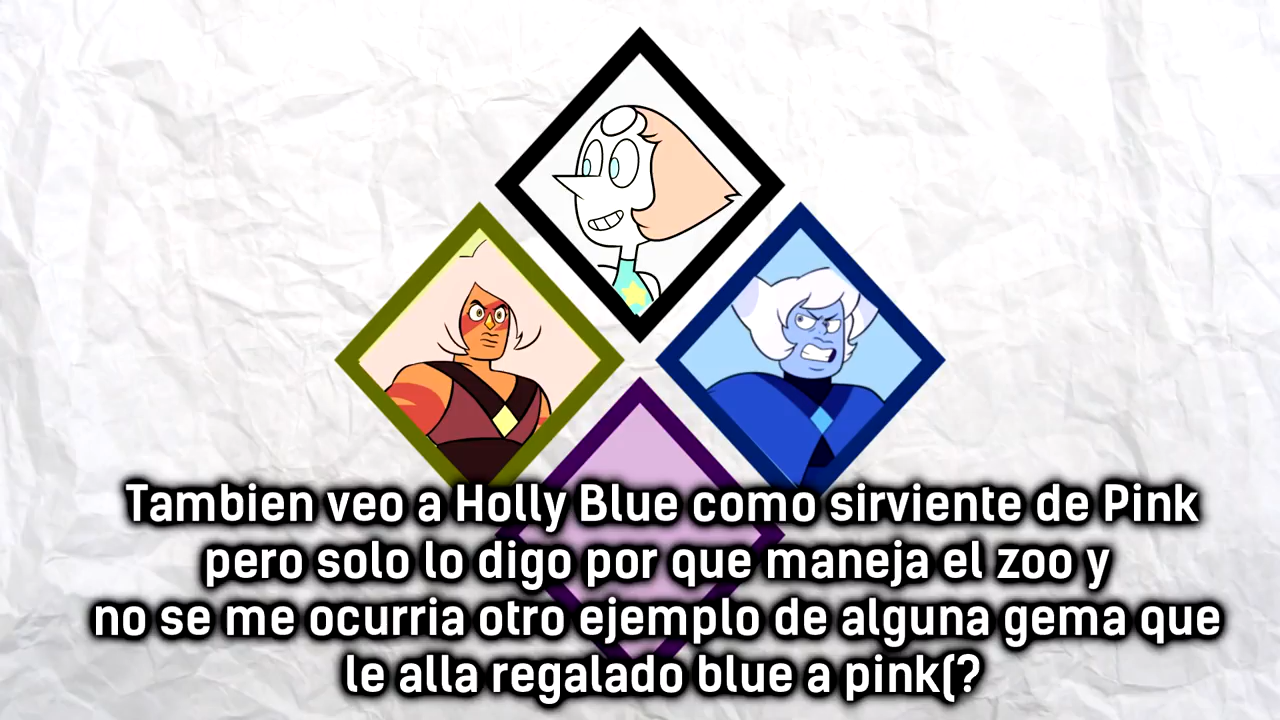 Tambien veo a Holly Blue como sirviente de Pink
pero solo lo digo por que maneja el zoo y
no se me ocurria otro ejemplo de alguna gema que
le alla regalado blue a pink(?